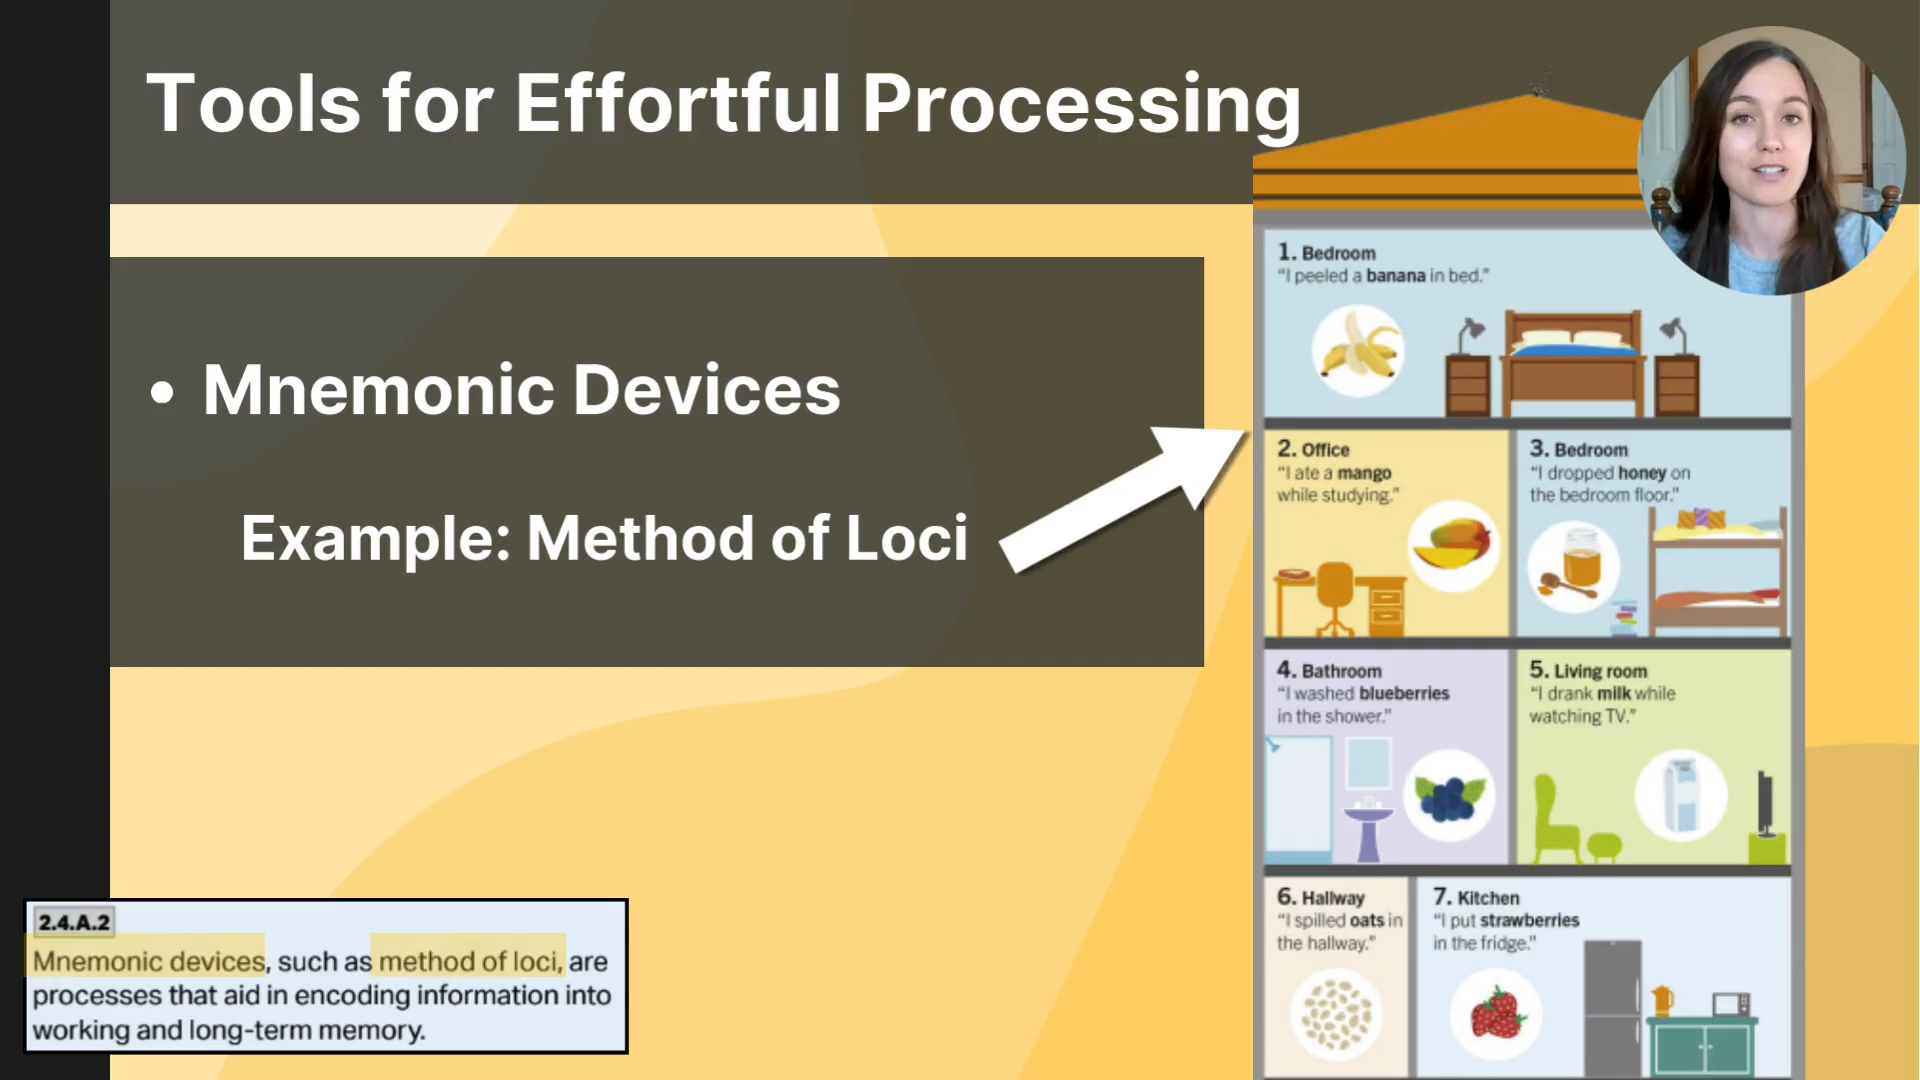 Tools for Effortful Processing
• Mnemonic Devices
Example: Method of Loci
1. Bedroom
“I peeled a banana in bed.”
2. Office
“I ate a mango
while studying.”
3. Bedroom
“I dropped honey on
the bedroom floor.”
4. Bathroom
“I washed blueberries
in the shower.”
5. Living room
“I drank milk while
watching TV.”
6. Hallway
“I spilled oats in
the hallway.”
7. Kitchen
“I put strawberries
in the fridge.”
2.4.A.2
Mnemonic devices, such as method of loci, are
processes that aid in encoding information into
working and long-term memory.